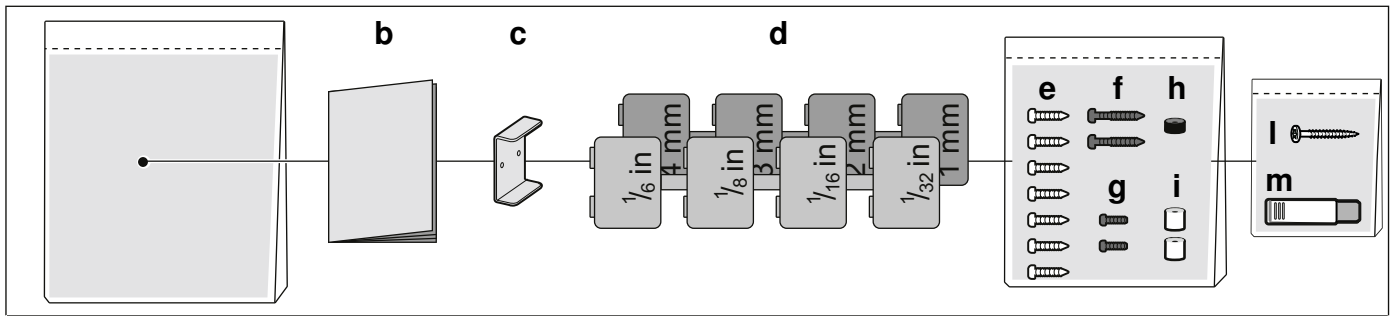 b c d
e f h
l
g i
m
4 mm 3 mm 2 mm 1 mm
1/6 in 1/8 in 1/16 in 1/32 in